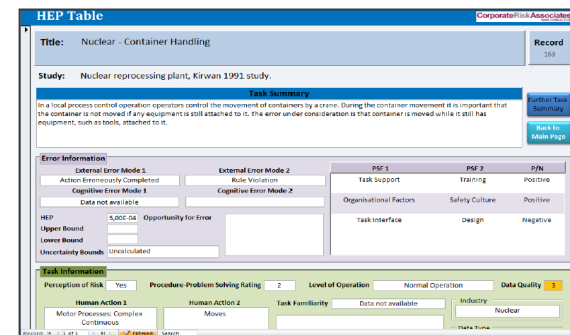 HEP Table
CorporateRiskAssociates
Title: Nuclear - Container Handling
Record
Study: Nuclear reprocessing plant, Kirwan 1991 study.
Task Summary
In a local process control operation operators control the movement of containers by a crane. During the container movement it is important that
the container is not moved if any equipment is still attached to it. The error under consideration is that container is moved while it still has
equipment, such as tools, attached to it.
Further Task
Summary
Back to
Main Page
Error Information
External Error Mode 1 External Error Mode 2
Action Erroneously Completed Rule Violation
Cognitive Error Mode 1 Cognitive Error Mode 2
Data not available
PSF 1 PSF 2 P/N
Task Support Training Positive
Organisational Factors Safety Culture Positive
Task Interface Design Negative
HEP 5,00E-04 Opportunity for Error
Upper Bound
Lower Bound
Uncertainty Bounds Uncalculated
Task Information
Perception of Risk Yes Procedure-Problem Solving Rating 2 Level of Operation Normal Operation Data Quality 3
Human Action 1 Human Action 2 Task Familiarity Data not available Industry
Motor Processes: Complex Moves Nuclear
Continuous
Data Type
Record: 1 of 1 Filtered Search